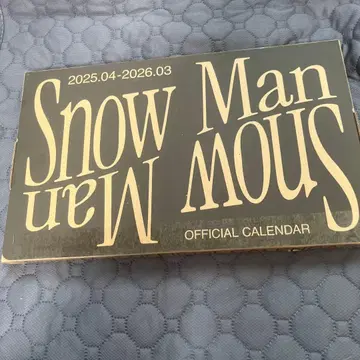 2025.04-2026.03
Snow Man
Snow Man
OFFICIAL CALENDAR